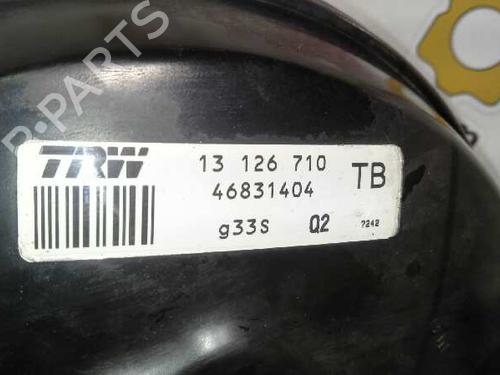 B-PARTS
TRW 13 126 710 TB
46831404
g33S Q2 7242